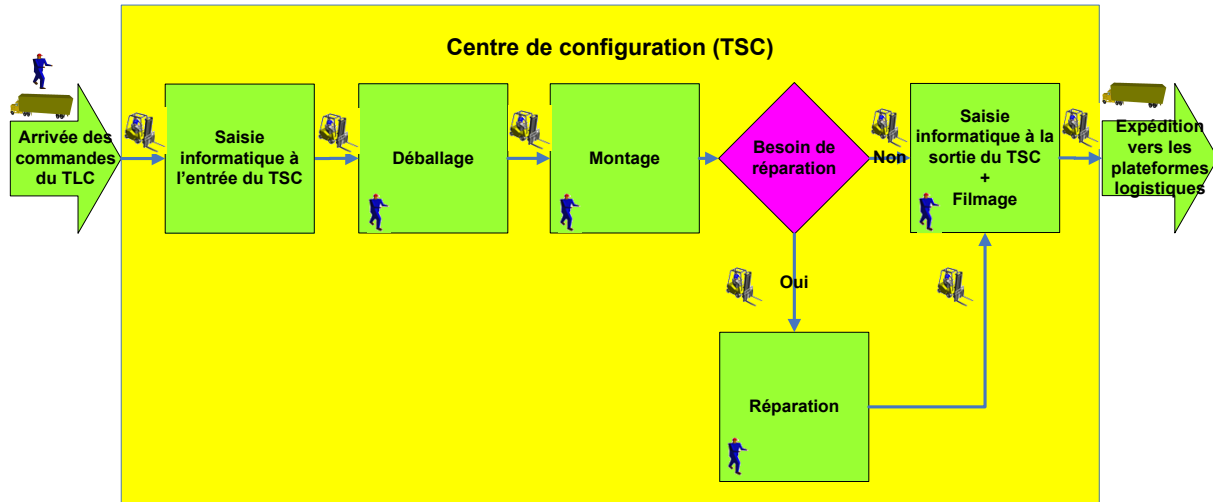 Centre de configuration (TSC)
Arrivée des
commandes
du TLC
Saisie
informatique à
l'entrée du TSC
Déballage
Montage
Besoin de
réparation
Non
Saisie
informatique à la
sortie du TSC
+
Filmage
Expédition
vers les
plateformes
logistiques
Oui
Réparation